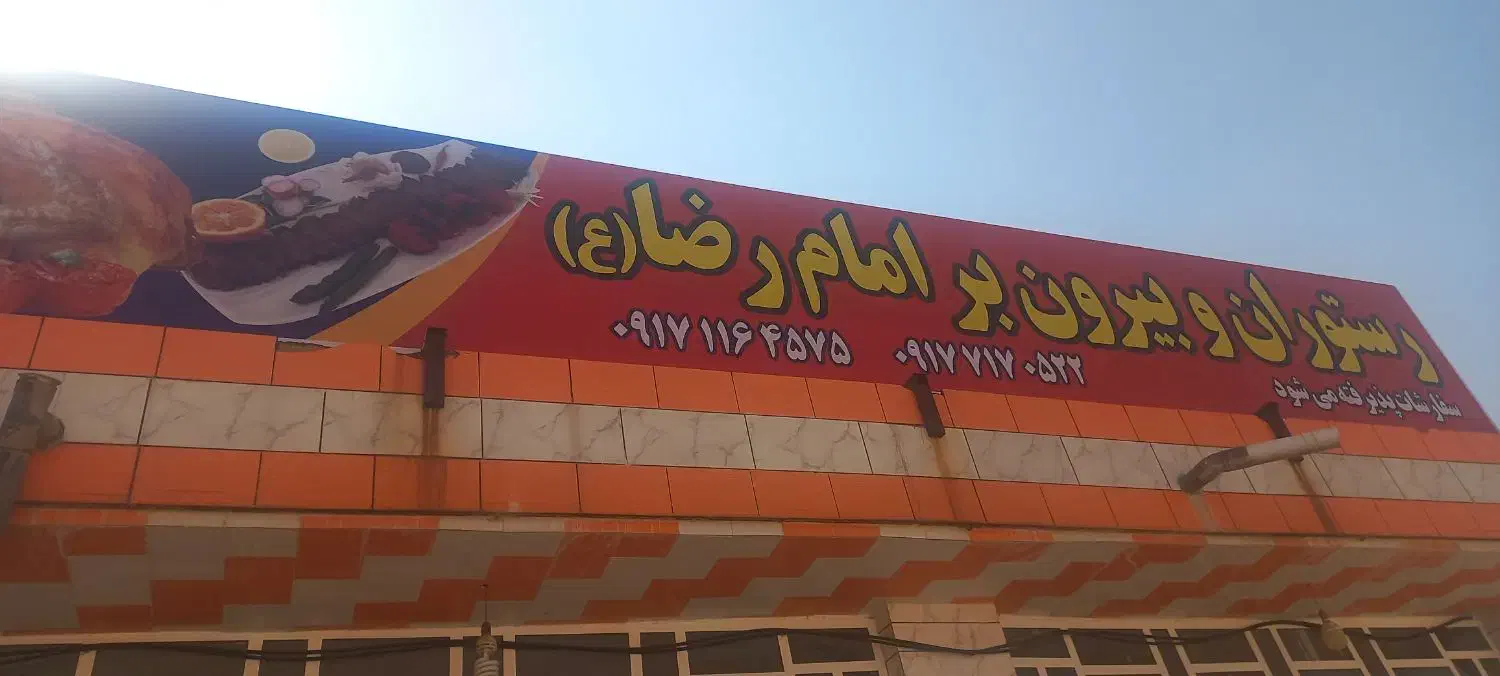 رستوران و بیرون بر امام رضا(ع)
۰۹۱۷ ۱۱۶ ۴۵۷۵ ۰۹۱۷ ۷۱۷ ۰۵۲۲
سفارشات پذیرفته می شود